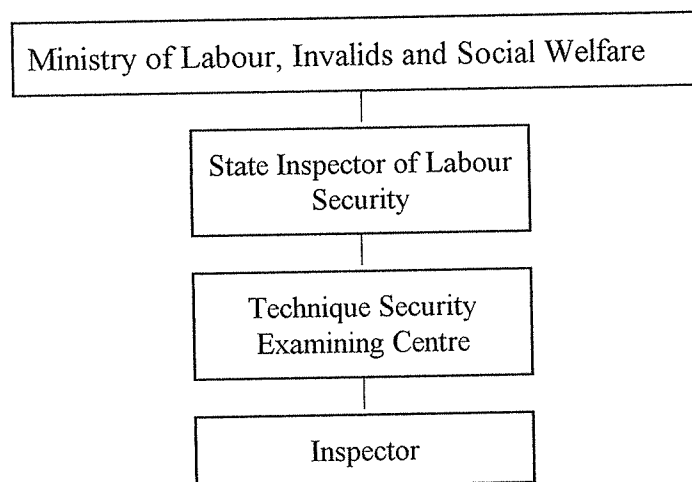 Ministry of Labour, Invalids and Social Welfare
State Inspector of Labour
Security
Technique Security
Examining Centre
Inspector